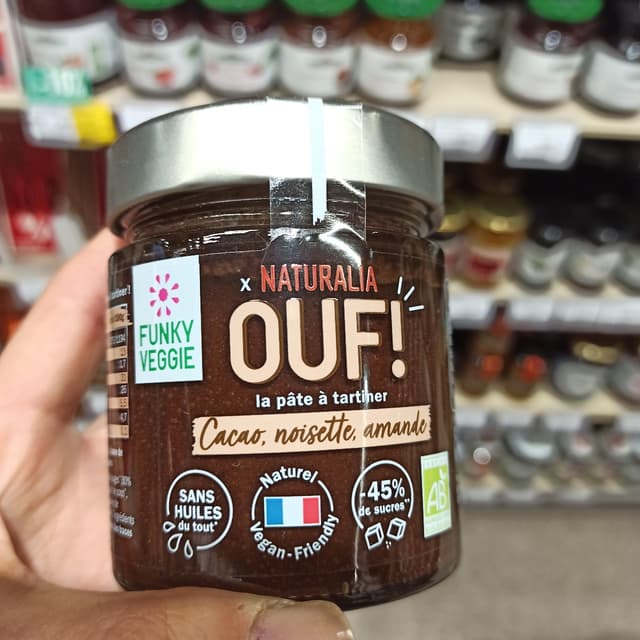 x NATURALIA
FUNKY
VEGGIE
OUF!
la pâte à tartiner
Cacao, noisette, amande
SANS
HUILES
du tout*
Naturel
Vegan-Friendly
-45%
de sucres**
AB